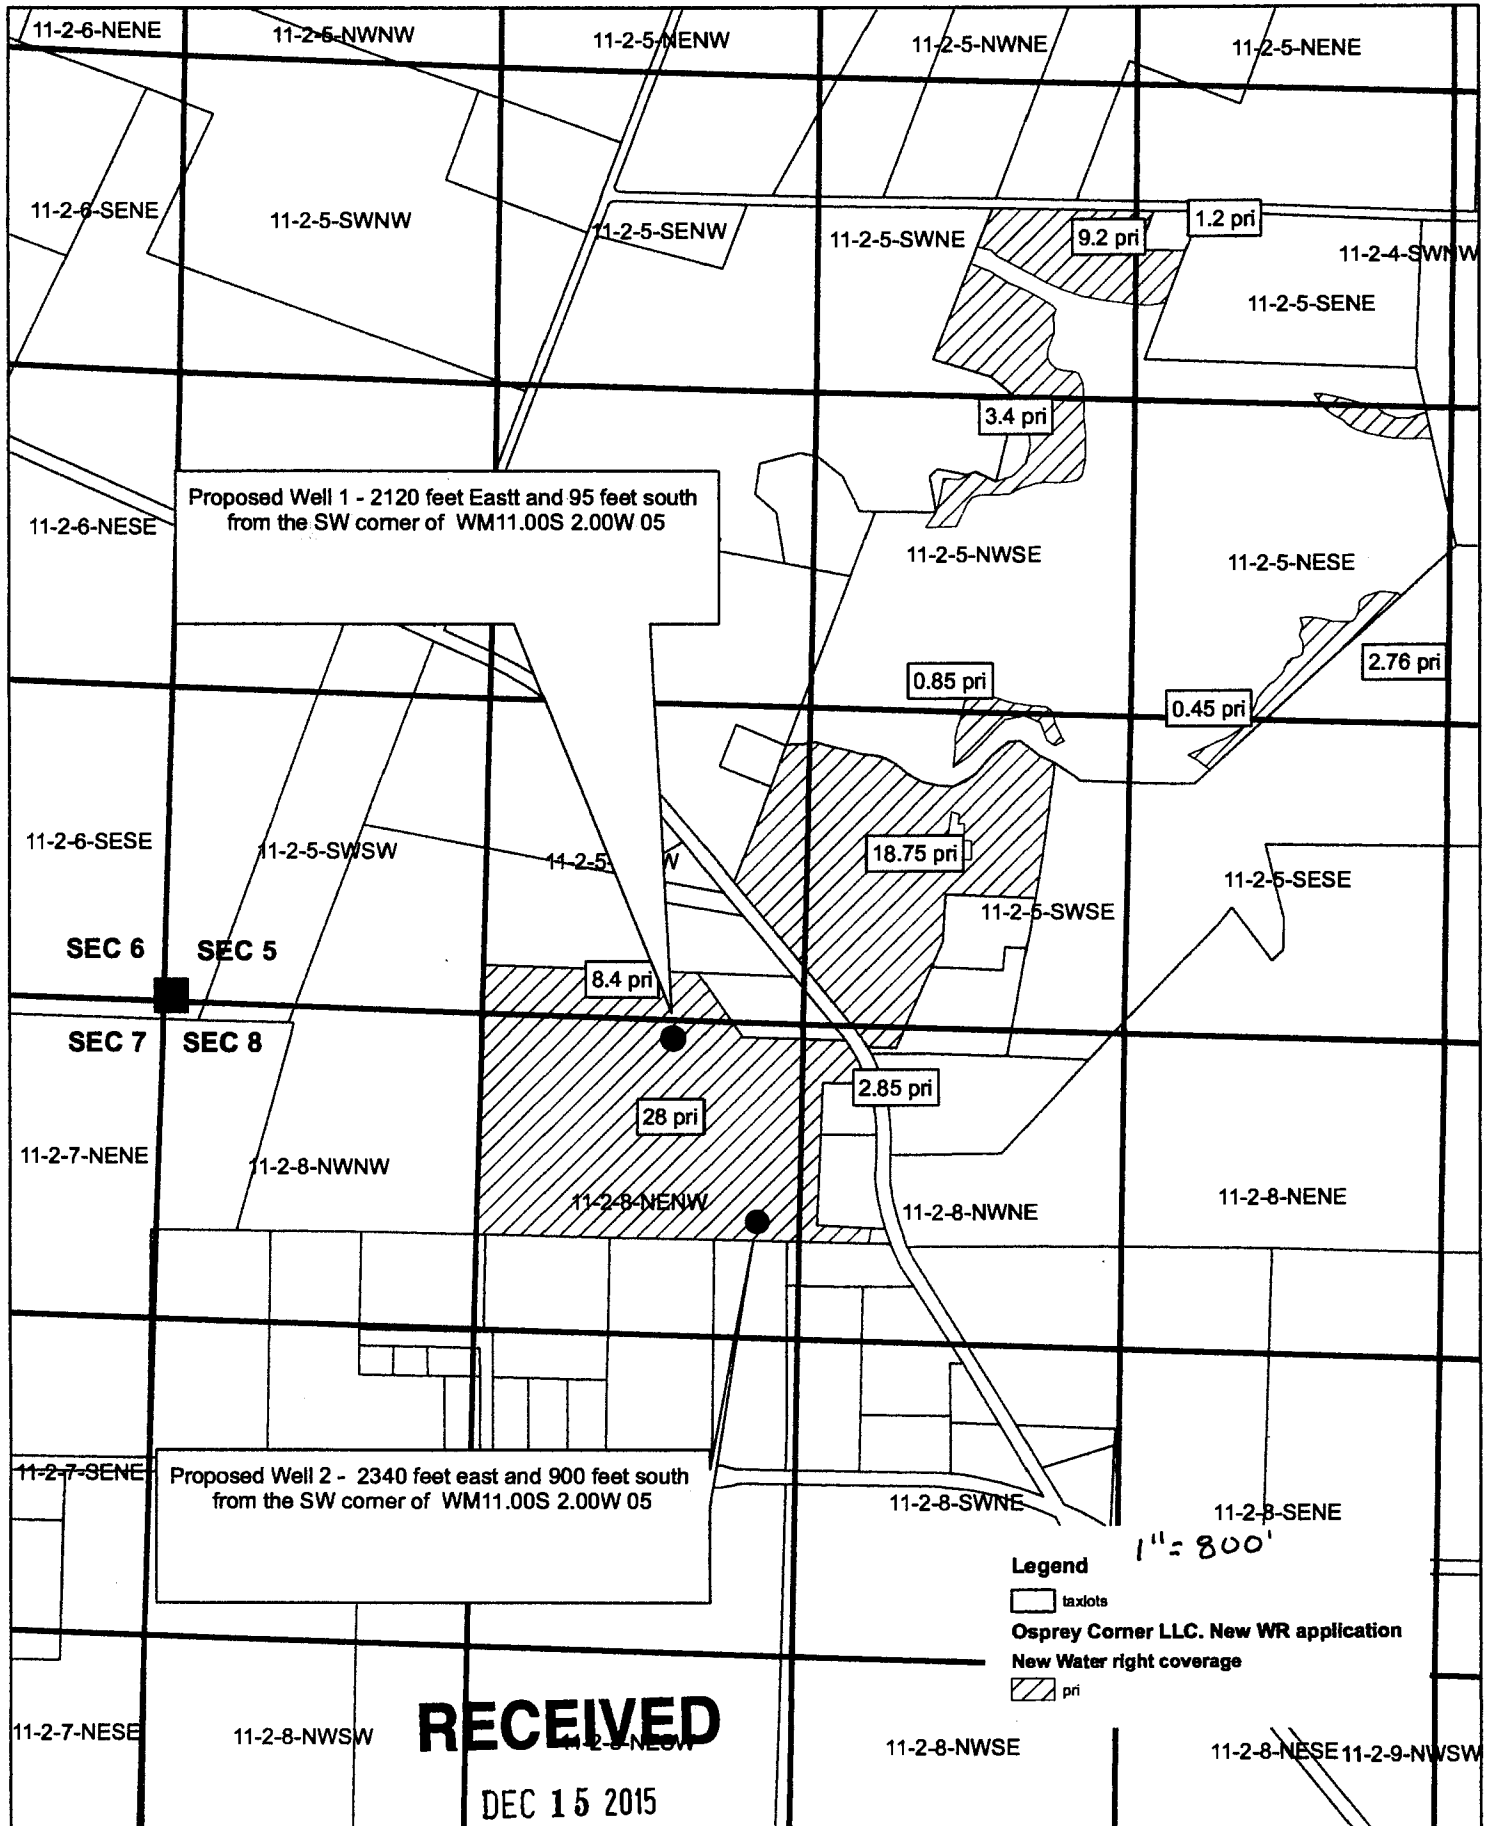 11-2-6-NENE
11-2-5-NWNW
11-2-5-NENW
11-2-5-NWNE
11-2-5-NENE
11-2-6-SENE
11-2-5-SWNW
11-2-5-SENW
11-2-5-SWNE
9.2 pri
1.2 pri
11-2-4-SWNW
11-2-5-SENE
3.4 pri
Proposed Well 1 - 2120 feet Eastt and 95 feet south
from the SW corner of WM11.00S 2.00W 05
11-2-6-NESE
11-2-5-NWSE
11-2-5-NESE
2.76 pri
0.85 pri
0.45 pri
11-2-6-SESE
11-2-5-SWSW
11-2-5- W
18.75 pri
11-2-5-SESE
11-2-5-SWSE
SEC 6
SEC 5
8.4 pri
SEC 7
SEC 8
2.85 pri
28 pri
11-2-7-NENE
11-2-8-NWNW
11-2-8-NENW
11-2-8-NWNE
11-2-8-NENE
11-2-7-SENE
Proposed Well 2 - 2340 feet east and 900 feet south
from the SW corner of WM11.00S 2.00W 05
11-2-8-SWNE
11-2-8-SENE
1"=800'
Legend
taxlots
Osprey Corner LLC. New WR application
New Water right coverage
pri
RECEIVED
11-2-7-NESE
11-2-8-NWSW
11-2-8-NESW
11-2-8-NWSE
11-2-8-NESE
11-2-9-NWSW
DEC 15 2015